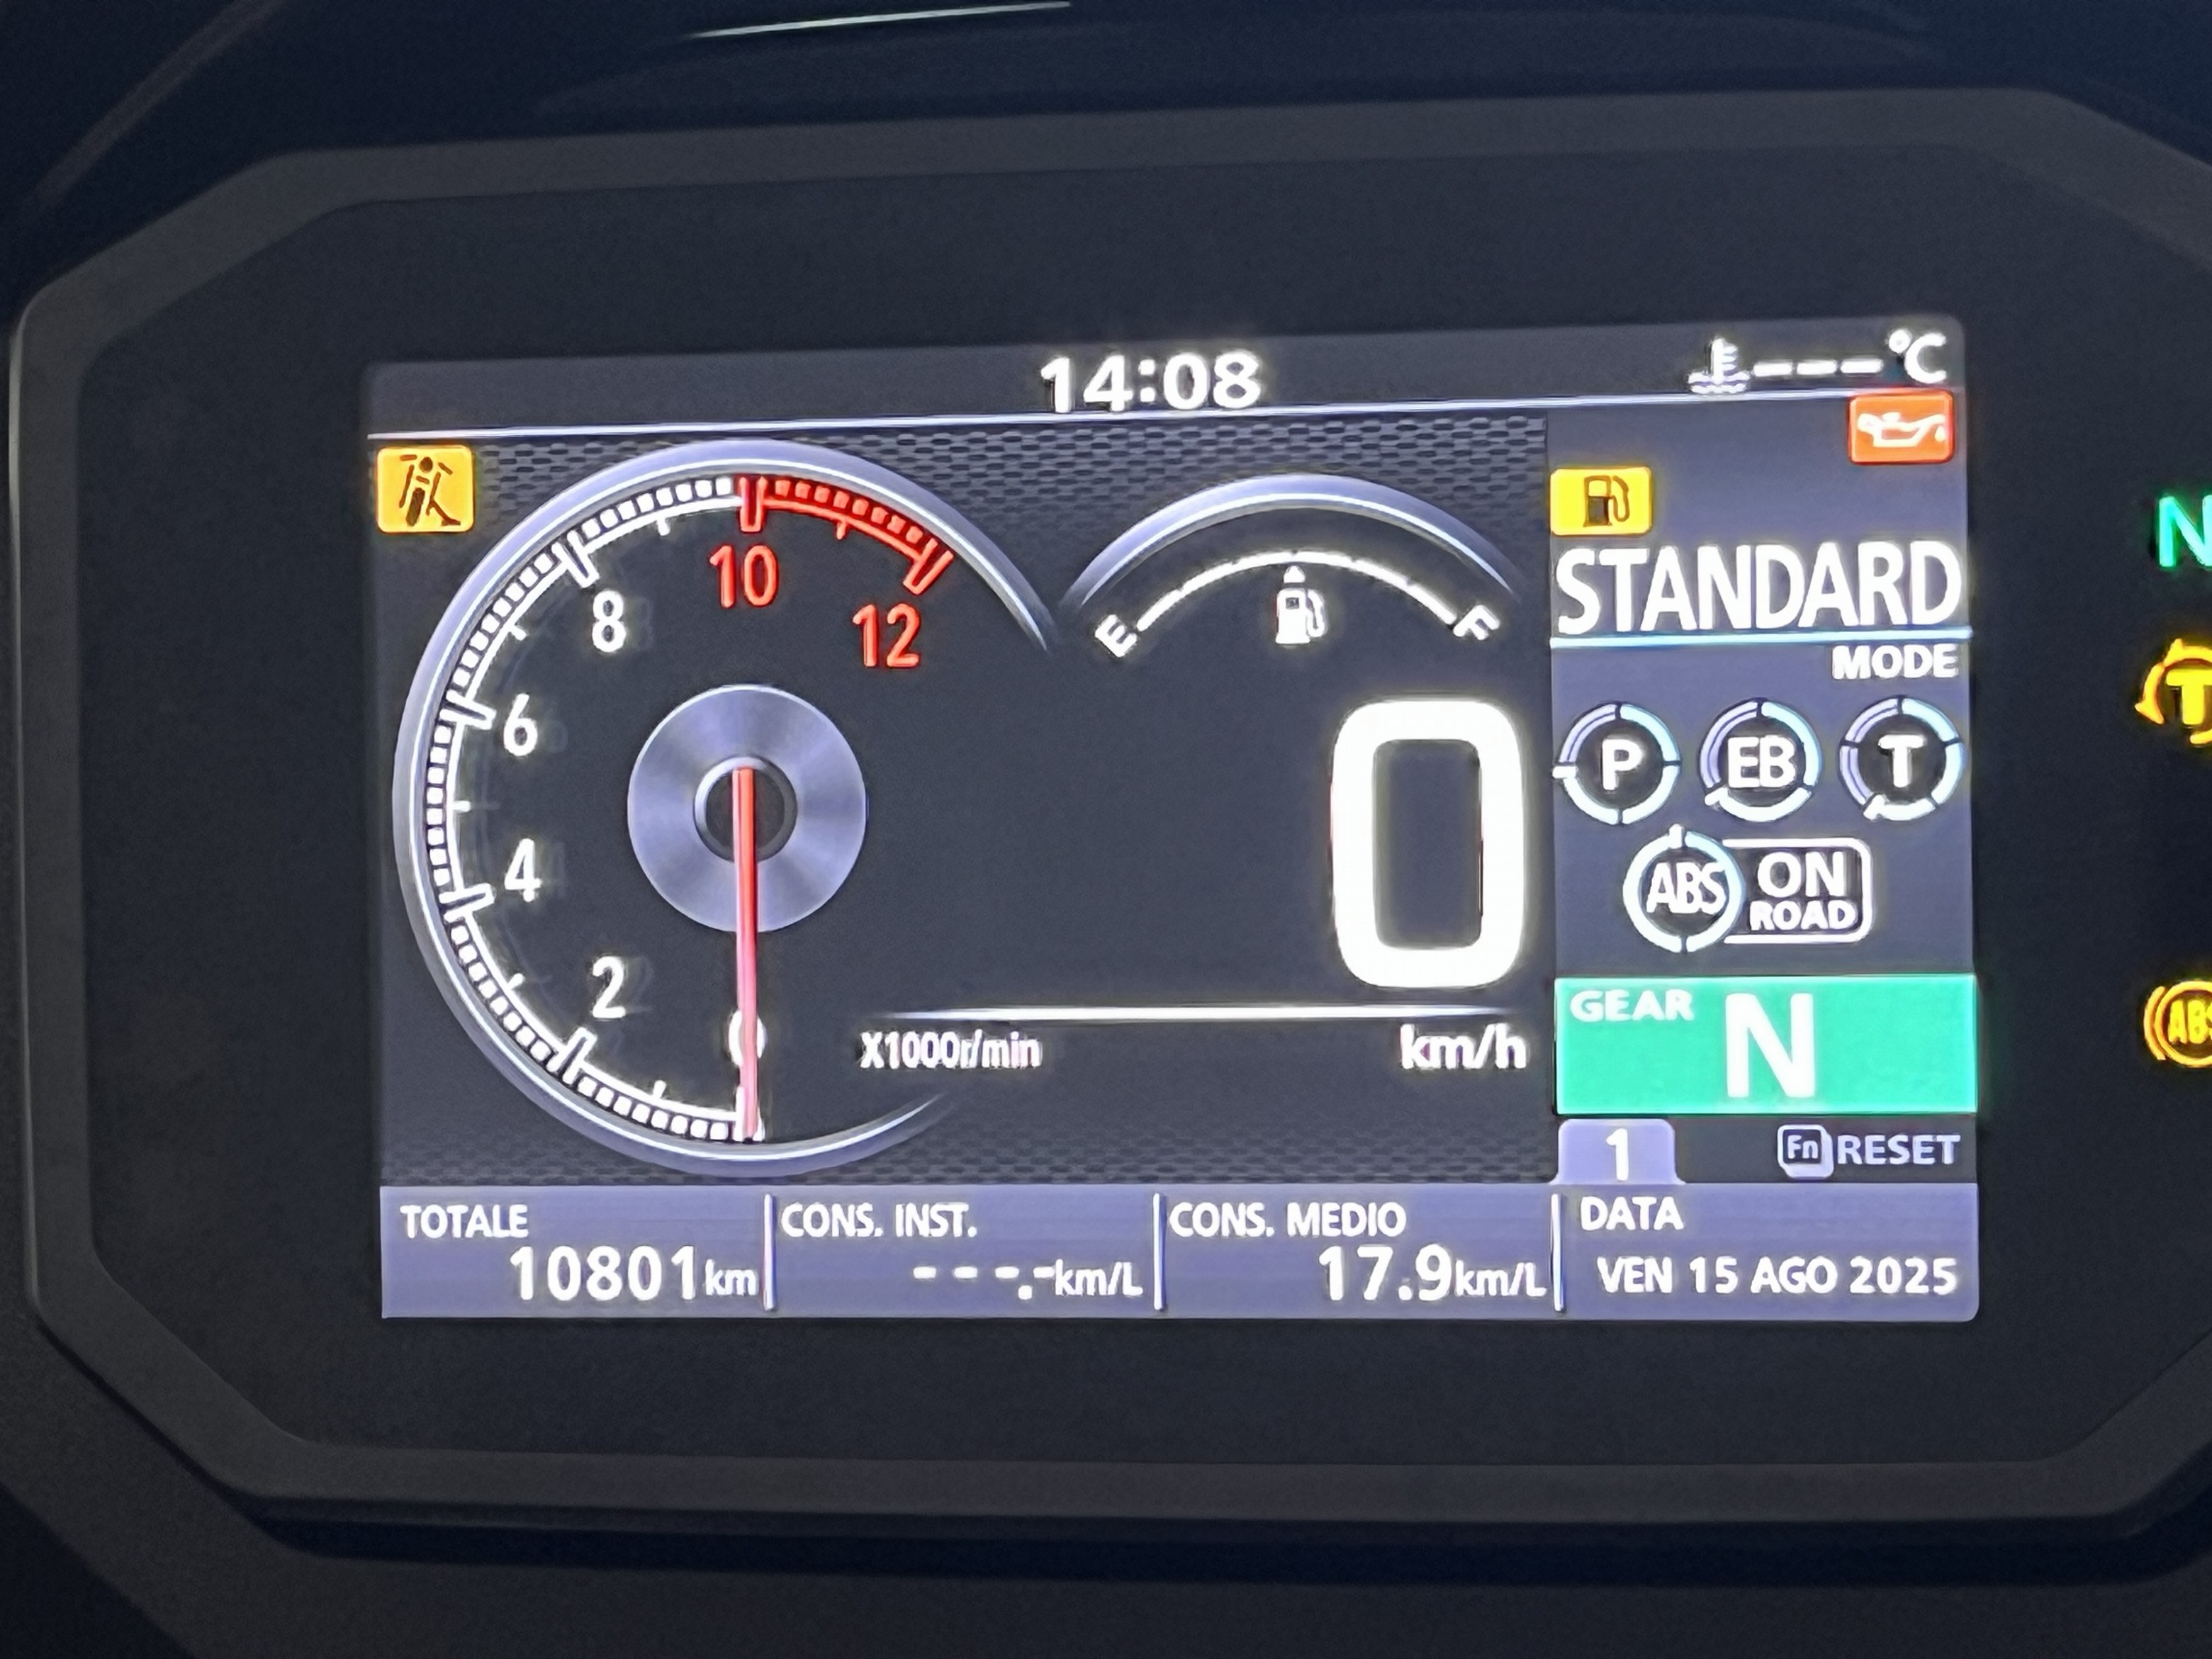 14:08
---°C
10
12
8
6
4
2
0
E F
X1000r/min
0
km/h
STANDARD
MODE
P EB T
ABS ON ROAD
GEAR N
1 Fn RESET
TOTALE
10801km
CONS. INST.
---.-km/L
CONS. MEDIO
17.9km/L
DATA
VEN 15 AGO 2025
N
T
ABS